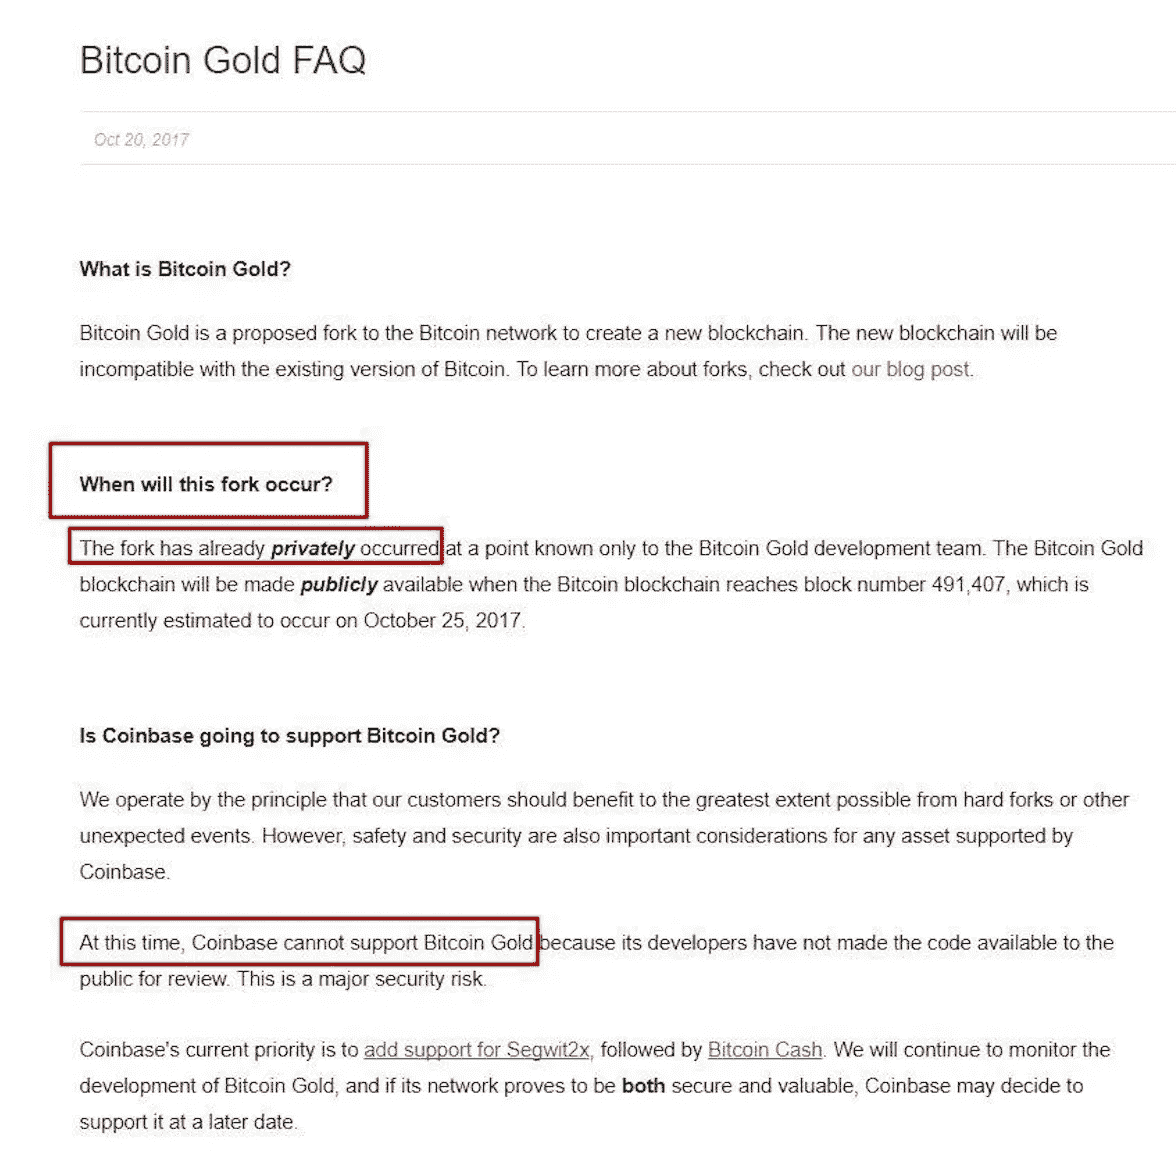 Bitcoin Gold FAQ
Oct 20, 2017
What is Bitcoin Gold?
Bitcoin Gold is a proposed fork to the Bitcoin network to create a new blockchain. The new blockchain will be
incompatible with the existing version of Bitcoin. To learn more about forks, check out our blog post.
When will this fork occur?
The fork has already privately occurred at a point known only to the Bitcoin Gold development team. The Bitcoin Gold
blockchain will be made publicly available when the Bitcoin blockchain reaches block number 491,407, which is
currently estimated to occur on October 25, 2017.
Is Coinbase going to support Bitcoin Gold?
We operate by the principle that our customers should benefit to the greatest extent possible from hard forks or other
unexpected events. However, safety and security are also important considerations for any asset supported by
Coinbase.
At this time, Coinbase cannot support Bitcoin Gold because its developers have not made the code available to the
public for review. This is a major security risk.
Coinbase's current priority is to add support for Segwit2x, followed by Bitcoin Cash. We will continue to monitor the
development of Bitcoin Gold, and if its network proves to be both secure and valuable, Coinbase may decide to
support it at a later date.